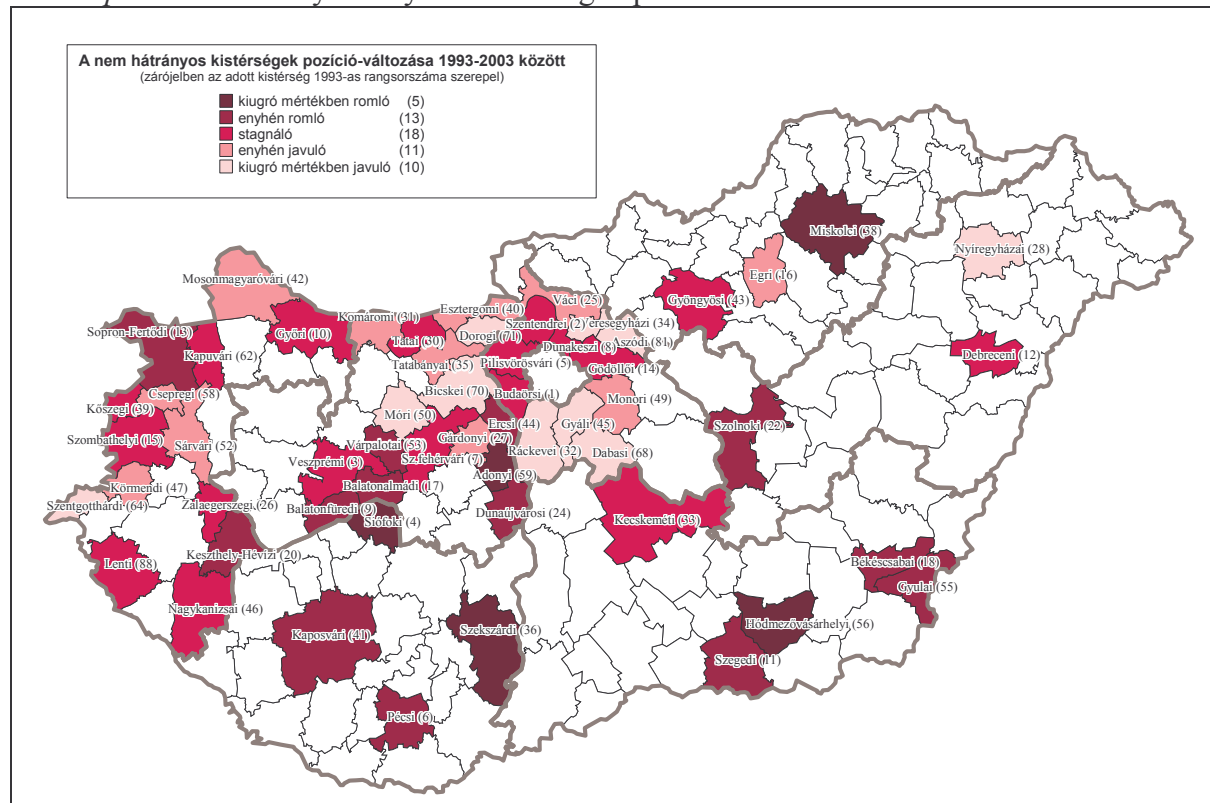 A nem hátrányos kistérségek pozíció-változása 1993-2003 között
(zárójelben az adott kistérség 1993-as rangsorszáma szerepel)
kiugró mértékben romló (5)
enyhén romló (13)
stagnáló (18)
enyhén javuló (11)
kiugró mértékben javuló (10)
Miskolci (38)
Nyíregyházai (28)
Egri (16)
Mosonmagyaróvári (42)
Gyöngyösi (43)
Esztergomi (40)
Váci (25)
Komáromi (31)
Szentendrei (2)
Veresegyházi (34)
Sopron-Fertődi (13)
Győri (10)
Tatai (30)
Dorogi (71)
Dunakeszi (8)
Aszódi (81)
Kapuvári (62)
Tatabányai (35)
Pilisvörösvári (5)
Gödöllői (14)
Debreceni (12)
Csepregi (58)
Bicskei (70)
Budaörsi (1)
Monori (49)
Kőszegi (39)
Móri (50)
Ercsi (44)
Gyáli (45)
Szolnoki (22)
Szombathelyi (15)
Sárvári (52)
Várpalotai (53)
Gárdonyi (27)
Ráckevei (32)
Dabasi (68)
Veszprémi (3)
Sz.fehérvári (7)
Adonyi (59)
Körmendi (47)
Balatonalmádi (17)
Szentgotthárdi (64)
Zalaegerszegi (26)
Balatonfüredi (9)
Dunaújvárosi (24)
Siófoki (4)
Kecskeméti (33)
Keszthely-Hévízi (20)
Lenti (88)
Békéscsabai (18)
Gyulai (55)
Nagykanizsai (46)
Kaposvári (41)
Szekszárdi (36)
Hódmezővásárhelyi (56)
Szegedi (11)
Pécsi (6)